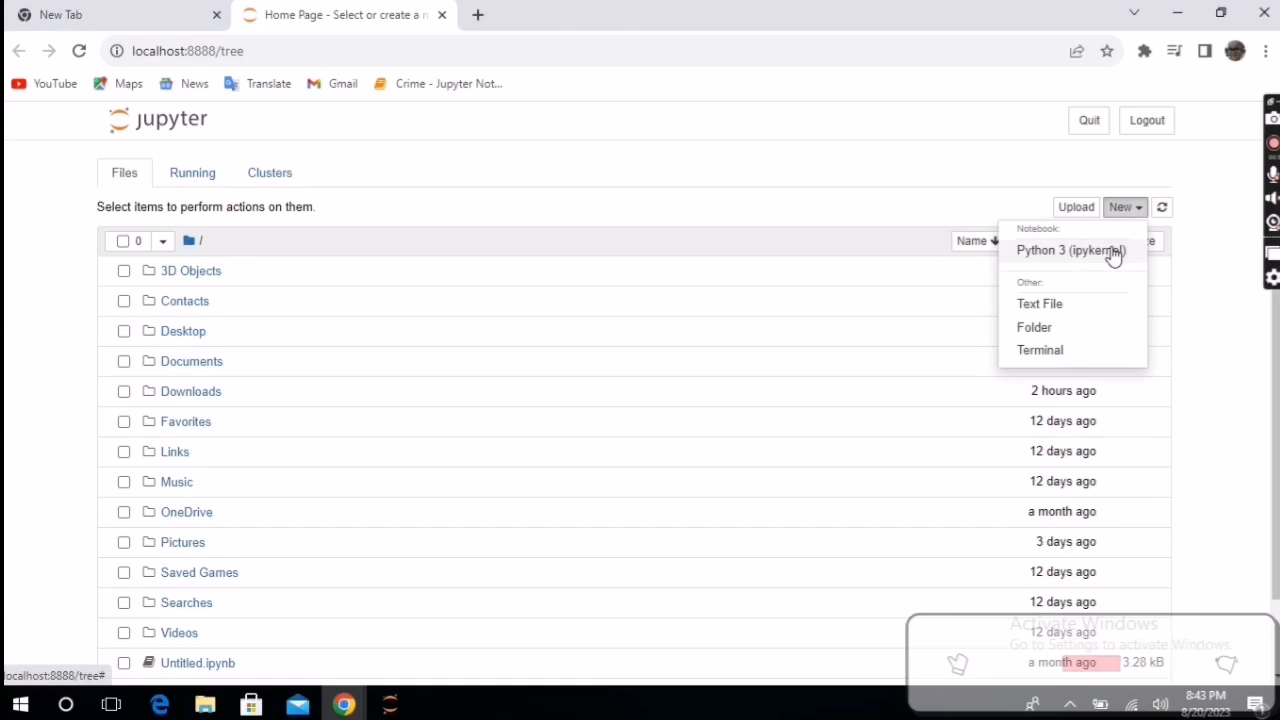 New Tab
Home Page - Select or create a n
localhost:8888/tree
YouTube
Maps
News
Translate
Gmail
Crime - Jupyter Not...
jupyter
Quit
Logout
Files
Running
Clusters
Select items to perform actions on them.
Upload
New
0
/
Name
Notebook:
Python 3 (ipykernel)
Other:
Text File
Folder
Terminal
3D Objects
Contacts
Desktop
Documents
Downloads
2 hours ago
Favorites
12 days ago
Links
12 days ago
Music
12 days ago
OneDrive
a month ago
Pictures
3 days ago
Saved Games
12 days ago
Searches
12 days ago
Videos
12 days ago
Activate Windows
Go to Settings to activate Windows.
Untitled.ipynb
a month ago
3.28 kB
localhost:8888/tree#
8:43 PM
8/20/2023